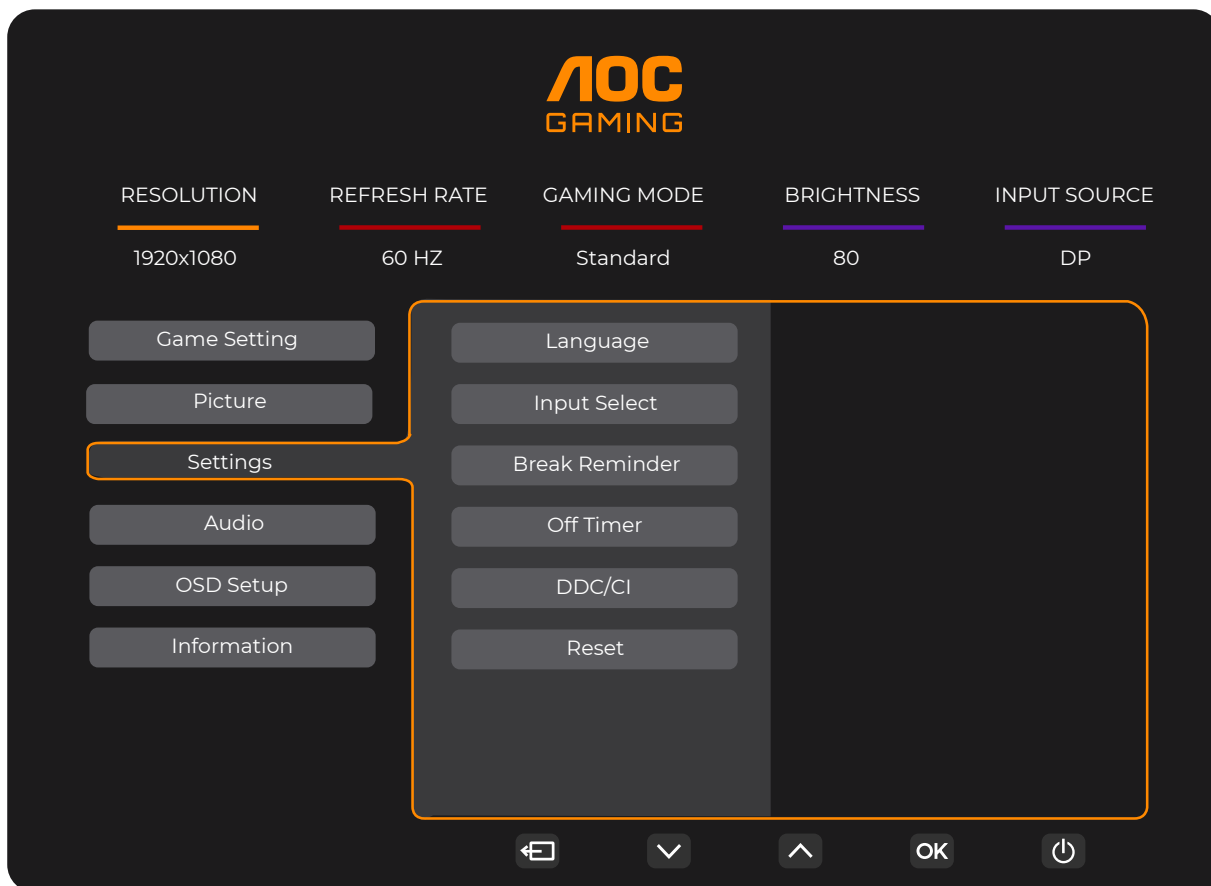 AOC
GAMING
RESOLUTION REFRESH RATE GAMING MODE BRIGHTNESS INPUT SOURCE
1920x1080 60 HZ Standard 80 DP
Game Setting
Picture
Settings
Audio
OSD Setup
Information
Language
Input Select
Break Reminder
Off Timer
DDC/CI
Reset
OK